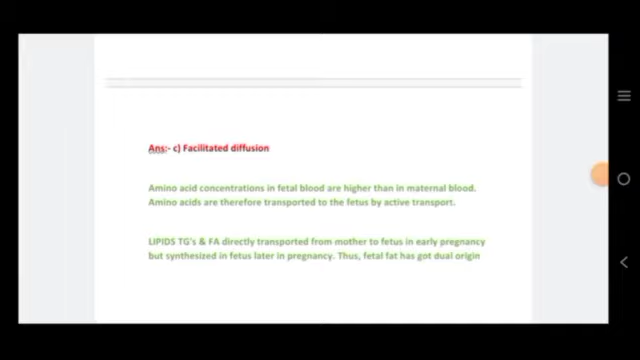 Ans:- c) Facilitated diffusion
Amino acid concentrations in fetal blood are higher than in maternal blood.
Amino acids are therefore transported to the fetus by active transport.
LIPIDS TG's & FA directly transported from mother to fetus in early pregnancy
but synthesized in fetus later in pregnancy. Thus, fetal fat has got dual origin